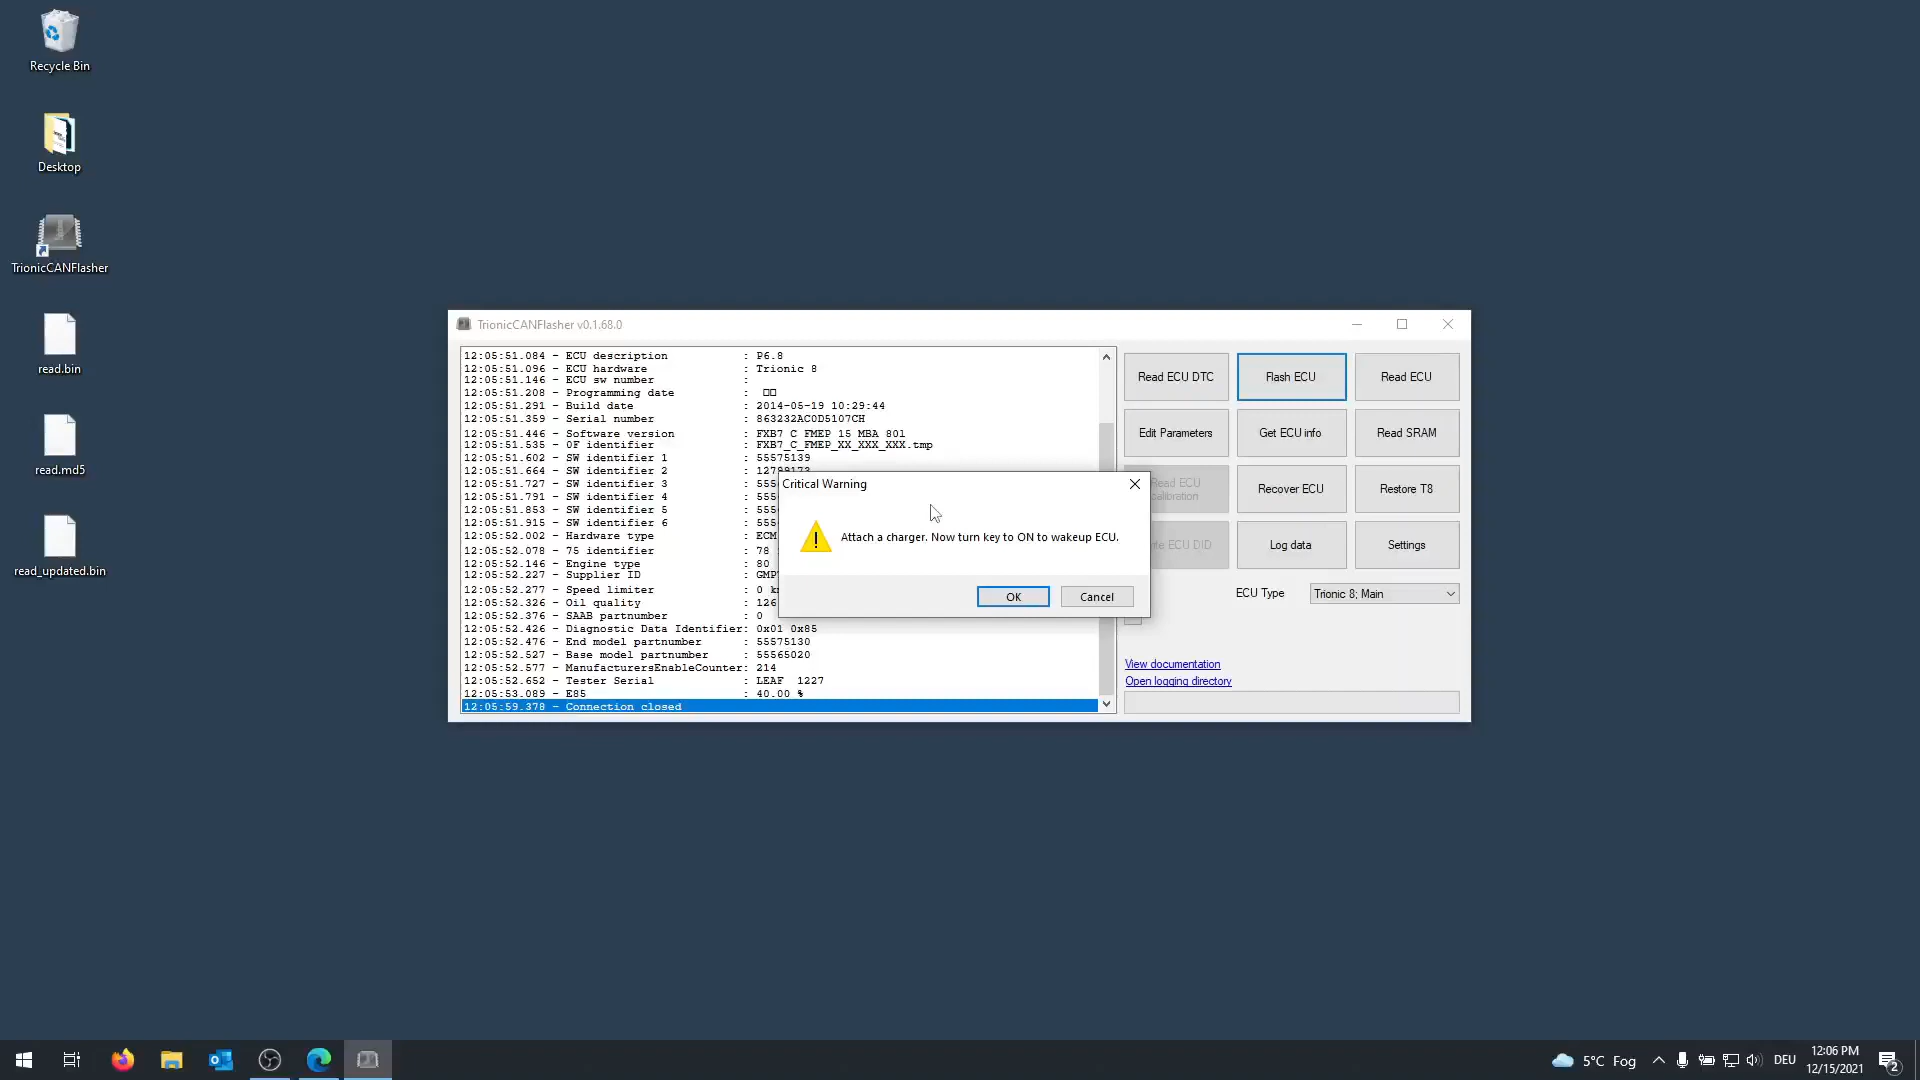 Recycle Bin
Desktop
TrionicCANFlasher
read.bin
read.md5
read_updated.bin
TrionicCANFlasher v0.1.68.0
12:05:51.084 - ECU description : P6.8
12:05:51.096 - ECU hardware : Trionic 8
12:05:51.146 - ECU sw number :
12:05:51.208 - Programming date :
12:05:51.291 - Build date : 2014-05-19 10:29:44
12:05:51.359 - Serial number : 863232AC0D5107CH
12:05:51.446 - Software version : FXB7 C FMEP 15 MBA 801
12:05:51.535 - 0F identifier : FXB7_C_FMEP_XX_XXX_XXX.tmp
12:05:51.602 - SW identifier 1 : 55575139
12:05:51.664 - SW identifier 2 : 12799173
12:05:51.727 - SW identifier 3 : 555
12:05:51.791 - SW identifier 4 : 555
12:05:51.853 - SW identifier 5 : 555
12:05:51.915 - SW identifier 6 : 555
12:05:52.002 - Hardware type : ECM
12:05:52.078 - 75 identifier : 78
12:05:52.146 - Engine type : 80
12:05:52.227 - Supplier ID : GMP
12:05:52.277 - Speed limiter : 0
12:05:52.326 - Oil quality : 126
12:05:52.376 - SAAB partnumber : 0
12:05:52.426 - Diagnostic Data Identifier: 0x01 0x85
12:05:52.476 - End model partnumber : 55575130
12:05:52.527 - Base model partnumber : 55565020
12:05:52.577 - ManufacturersEnableCounter: 214
12:05:52.652 - Tester Serial : LEAF 1227
12:05:53.089 - E85 : 40.00 %
12:05:59.378 - Connection closed
Critical Warning
Attach a charger. Now turn key to ON to wakeup ECU.
OK Cancel
Read ECU DTC Flash ECU Read ECU
Edit Parameters Get ECU info Read SRAM
Read ECU
calibration
Recover ECU Restore T8
ECU DID Log data Settings
ECU Type Trionic 8; Main
View documentation
Open logging directory
5°C Fog
DEU
12:06 PM
12/15/2021
2